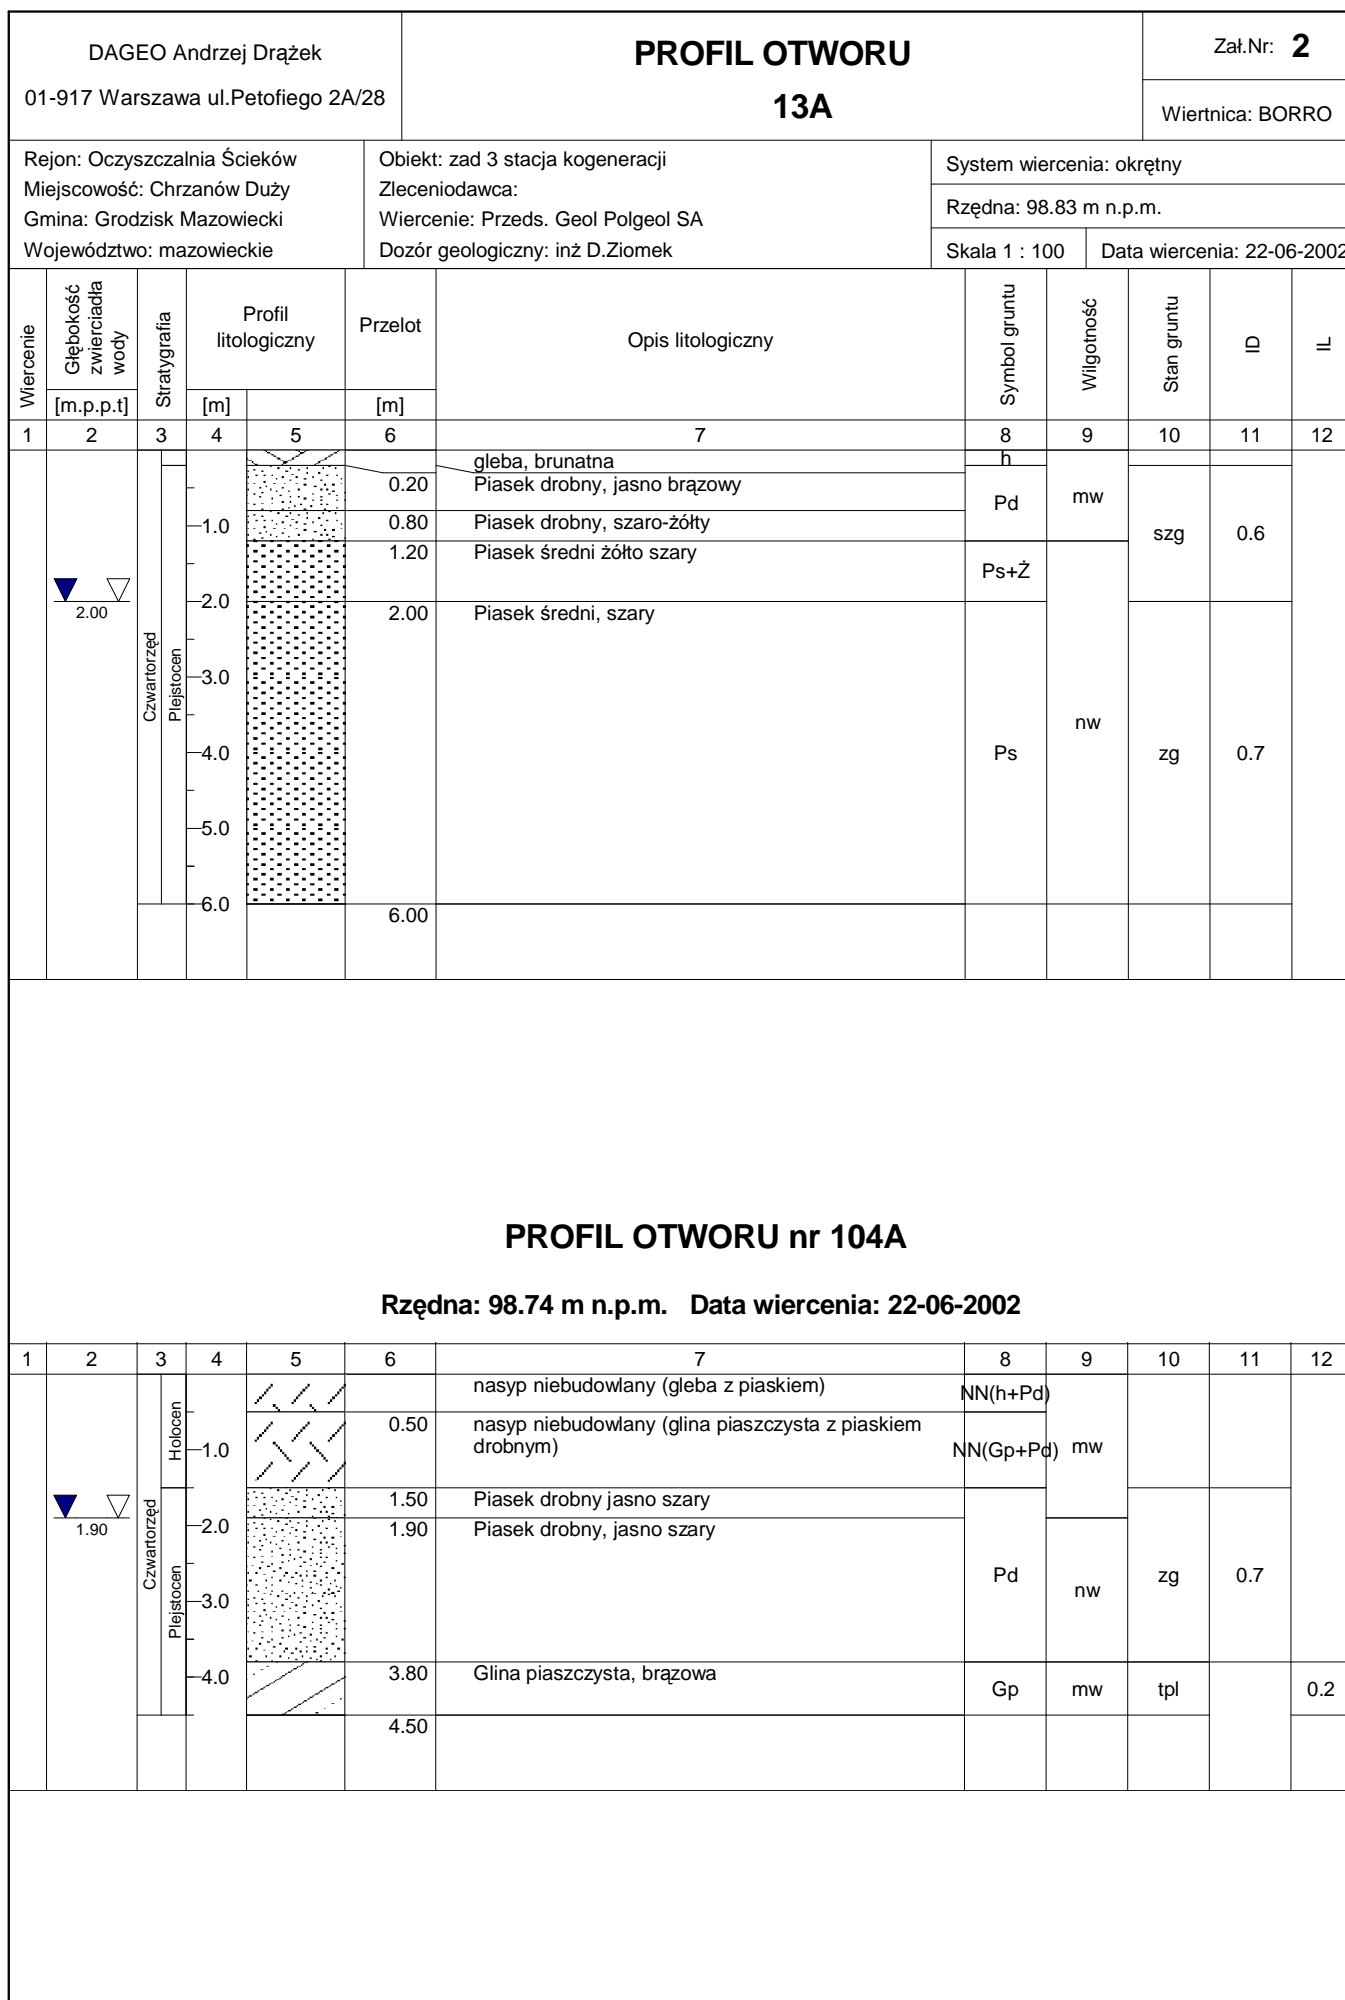 DAGEO Andrzej Drążek
01-917 Warszawa ul.Petofiego 2A/28
PROFIL OTWORU
13A
Zał.Nr: 2
Wiertnica: BORRO
Rejon: Oczyszczalnia Ścieków
Miejscowość: Chrzanów Duży
Gmina: Grodzisk Mazowiecki
Województwo: mazowieckie
Obiekt: zad 3 stacja kogeneracji
Zleceniodawca:
Wiercenie: Przeds. Geol Polgeol SA
Dozór geologiczny: inż D.Ziomek
System wiercenia: okrętny
Rzędna: 98.83 m n.p.m.
Skala 1 : 100
Data wiercenia: 22-06-2002
Wiercenie
Głębokość
zwierciadła
wody
[m.p.p.t]
Stratygrafia
Profil
litologiczny
[m]
Przelot
[m]
Opis litologiczny
Symbol gruntu
Wilgotność
Stan gruntu
ID
IL
1 2 3 4 5 6 7 8 9 10 11 12
gleba, brunatna h
0.20 Piasek drobny, jasno brązowy
Pd mw
1.0 0.80 Piasek drobny, szaro-żółty
szg 0.6
1.20 Piasek średni żółto szary
Ps+Ż
2.00
2.0
2.00 Piasek średni, szary
Czwartorzęd
Plejstocen
3.0
nw
4.0
Ps zg 0.7
5.0
6.0
6.00
PROFIL OTWORU nr 104A
Rzędna: 98.74 m n.p.m. Data wiercenia: 22-06-2002
1 2 3 4 5 6 7 8 9 10 11 12
nasyp niebudowlany (gleba z piaskiem) NN(h+Pd)
Holocen
0.50 nasyp niebudowlany (glina piaszczysta z piaskiem
drobnym)
1.0
NN(Gp+Pd) mw
1.50 Piasek drobny jasno szary
1.90
2.0
1.90 Piasek drobny, jasno szary
Czwartorzęd
Plejstocen
Pd nw zg 0.7
3.0
4.0
3.80 Glina piaszczysta, brązowa
Gp mw tpl 0.2
4.50